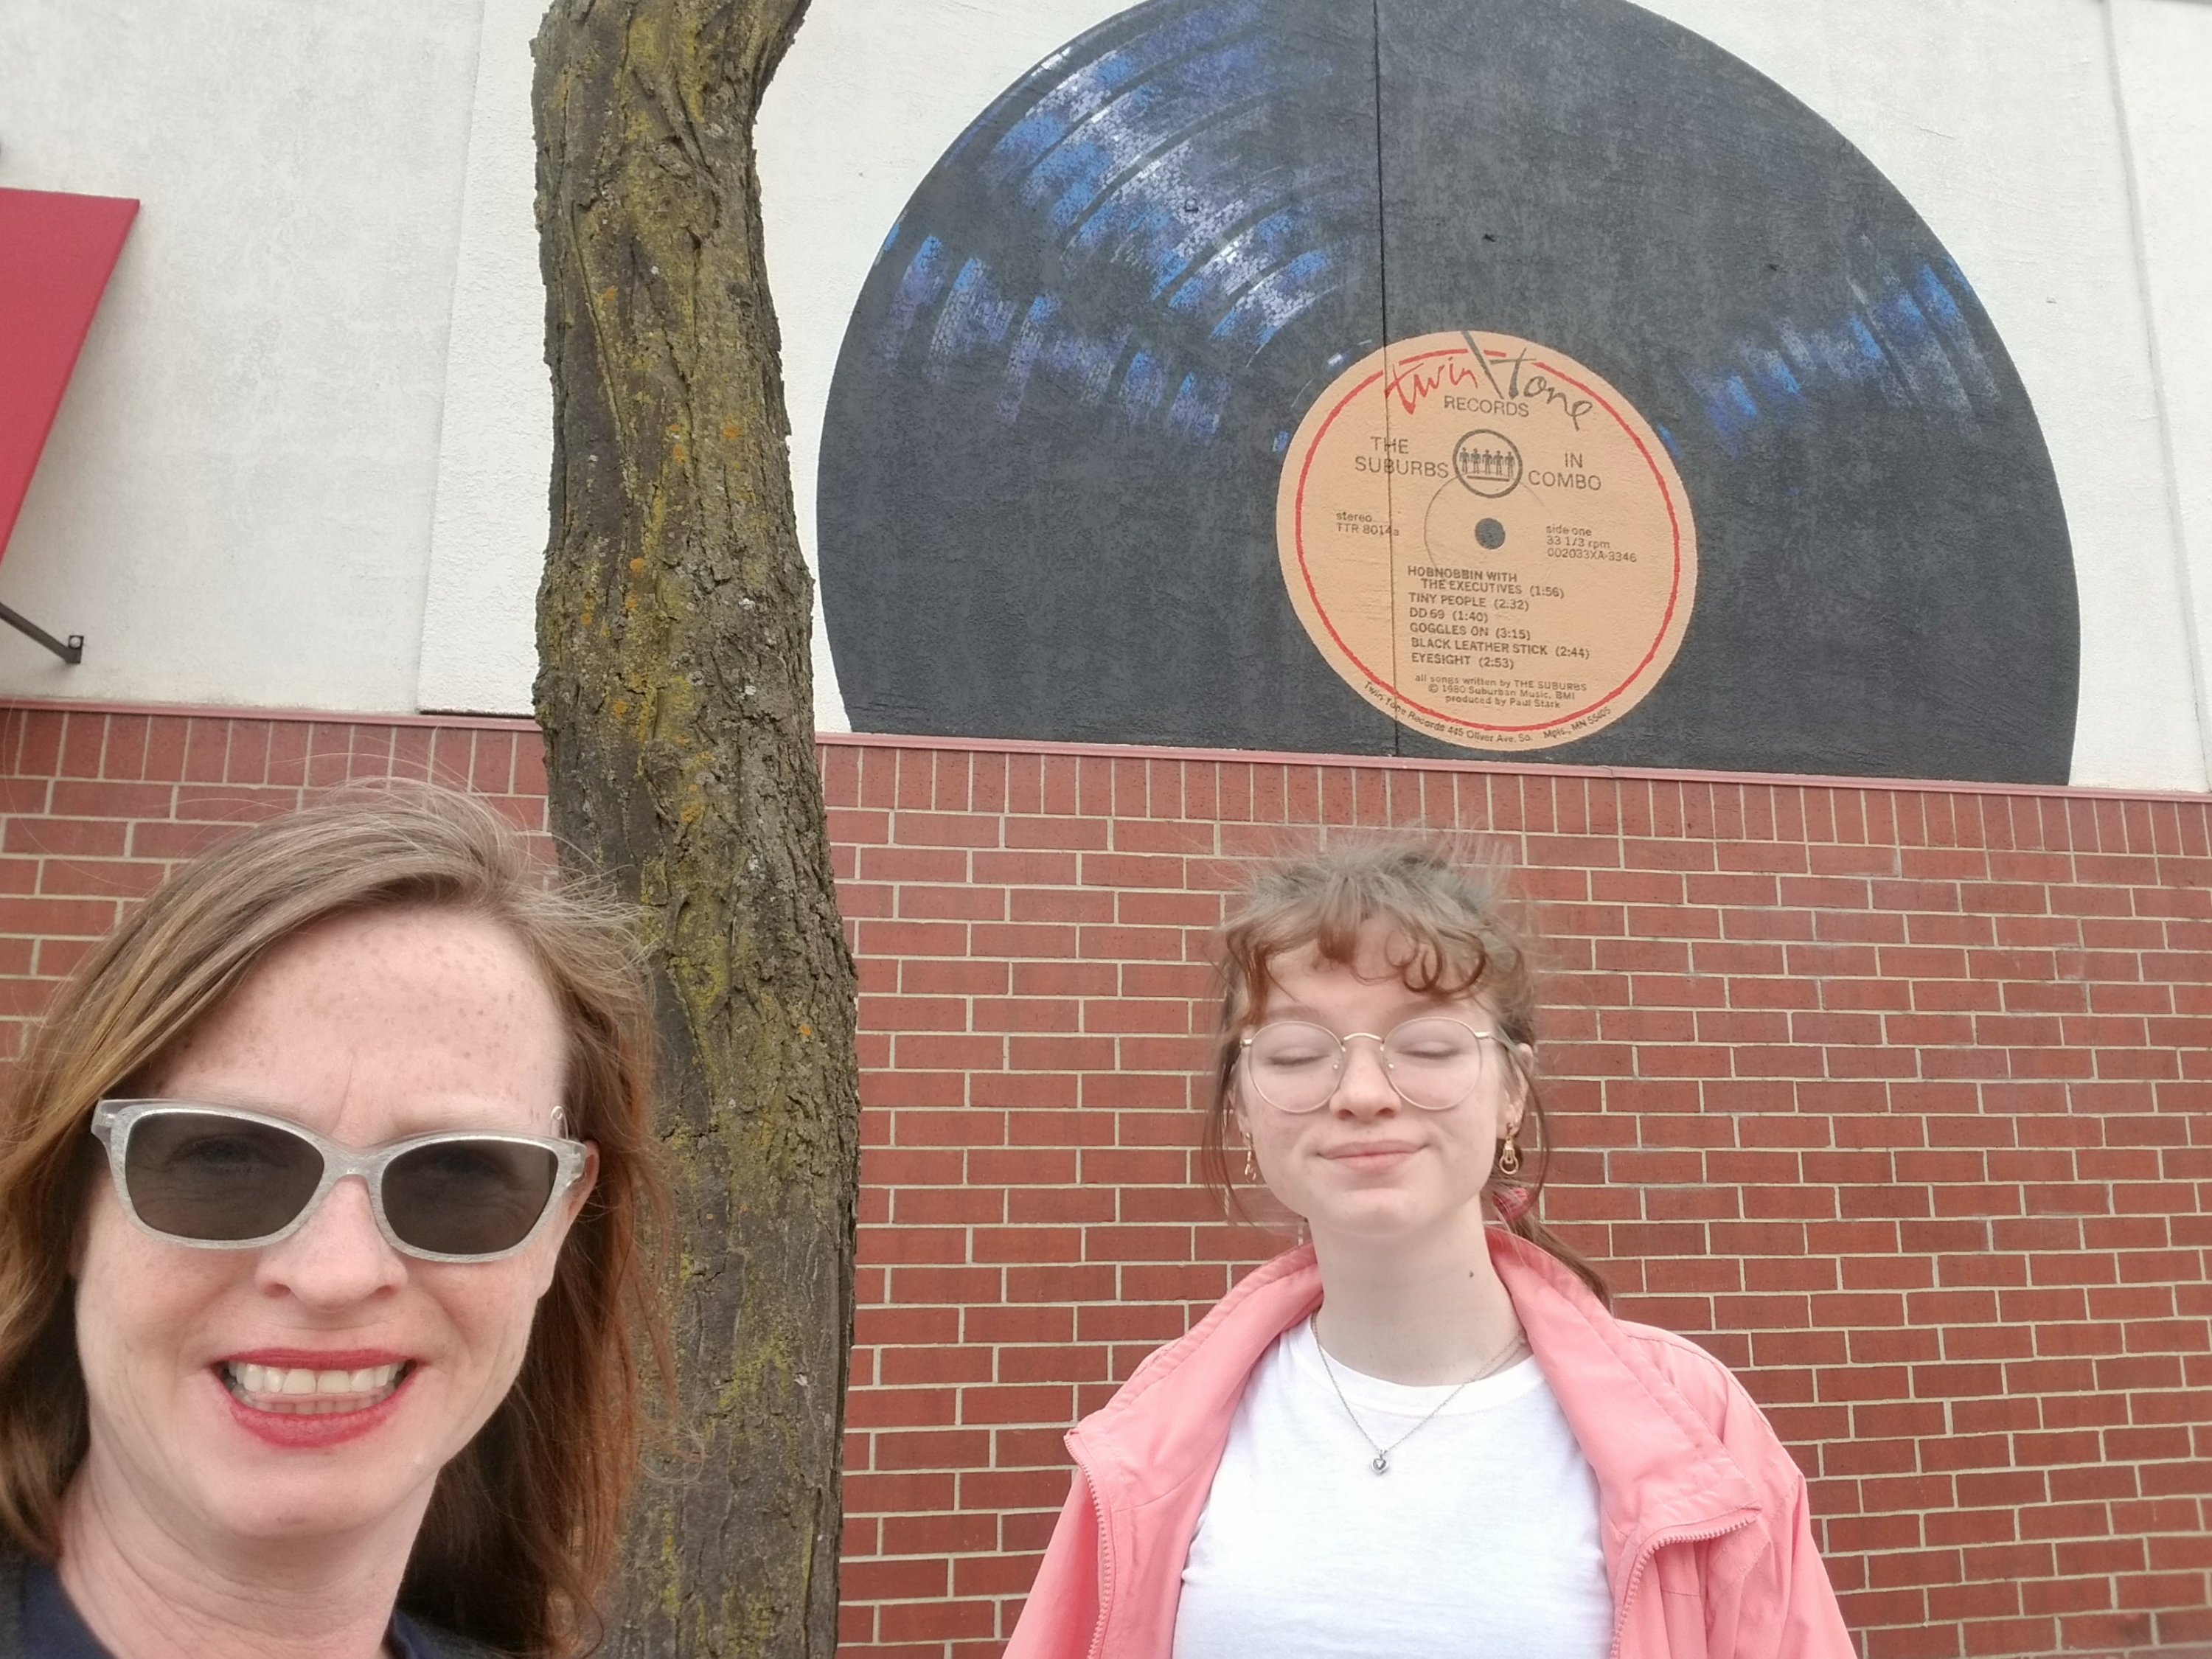 twin\tone
RECORDS
THE SUBURBS
IN COMBO
stereo
TTR 8014a
side one
33 1/3 rpm
002033XA-3346
HOBNOBBIN WITH
THE EXECUTIVES (1:56)
TINY PEOPLE (2:32)
DD 69 (1:40)
GOGGLES ON (3:15)
BLACK LEATHER STICK (2:44)
EYESIGHT (2:53)
all songs written by THE SUBURBS
© 1980 Suburban Music, BMI
produced by Paul Stark
Twin/Tone Records 445 Oliver Ave. So. Mpls., MN 55405